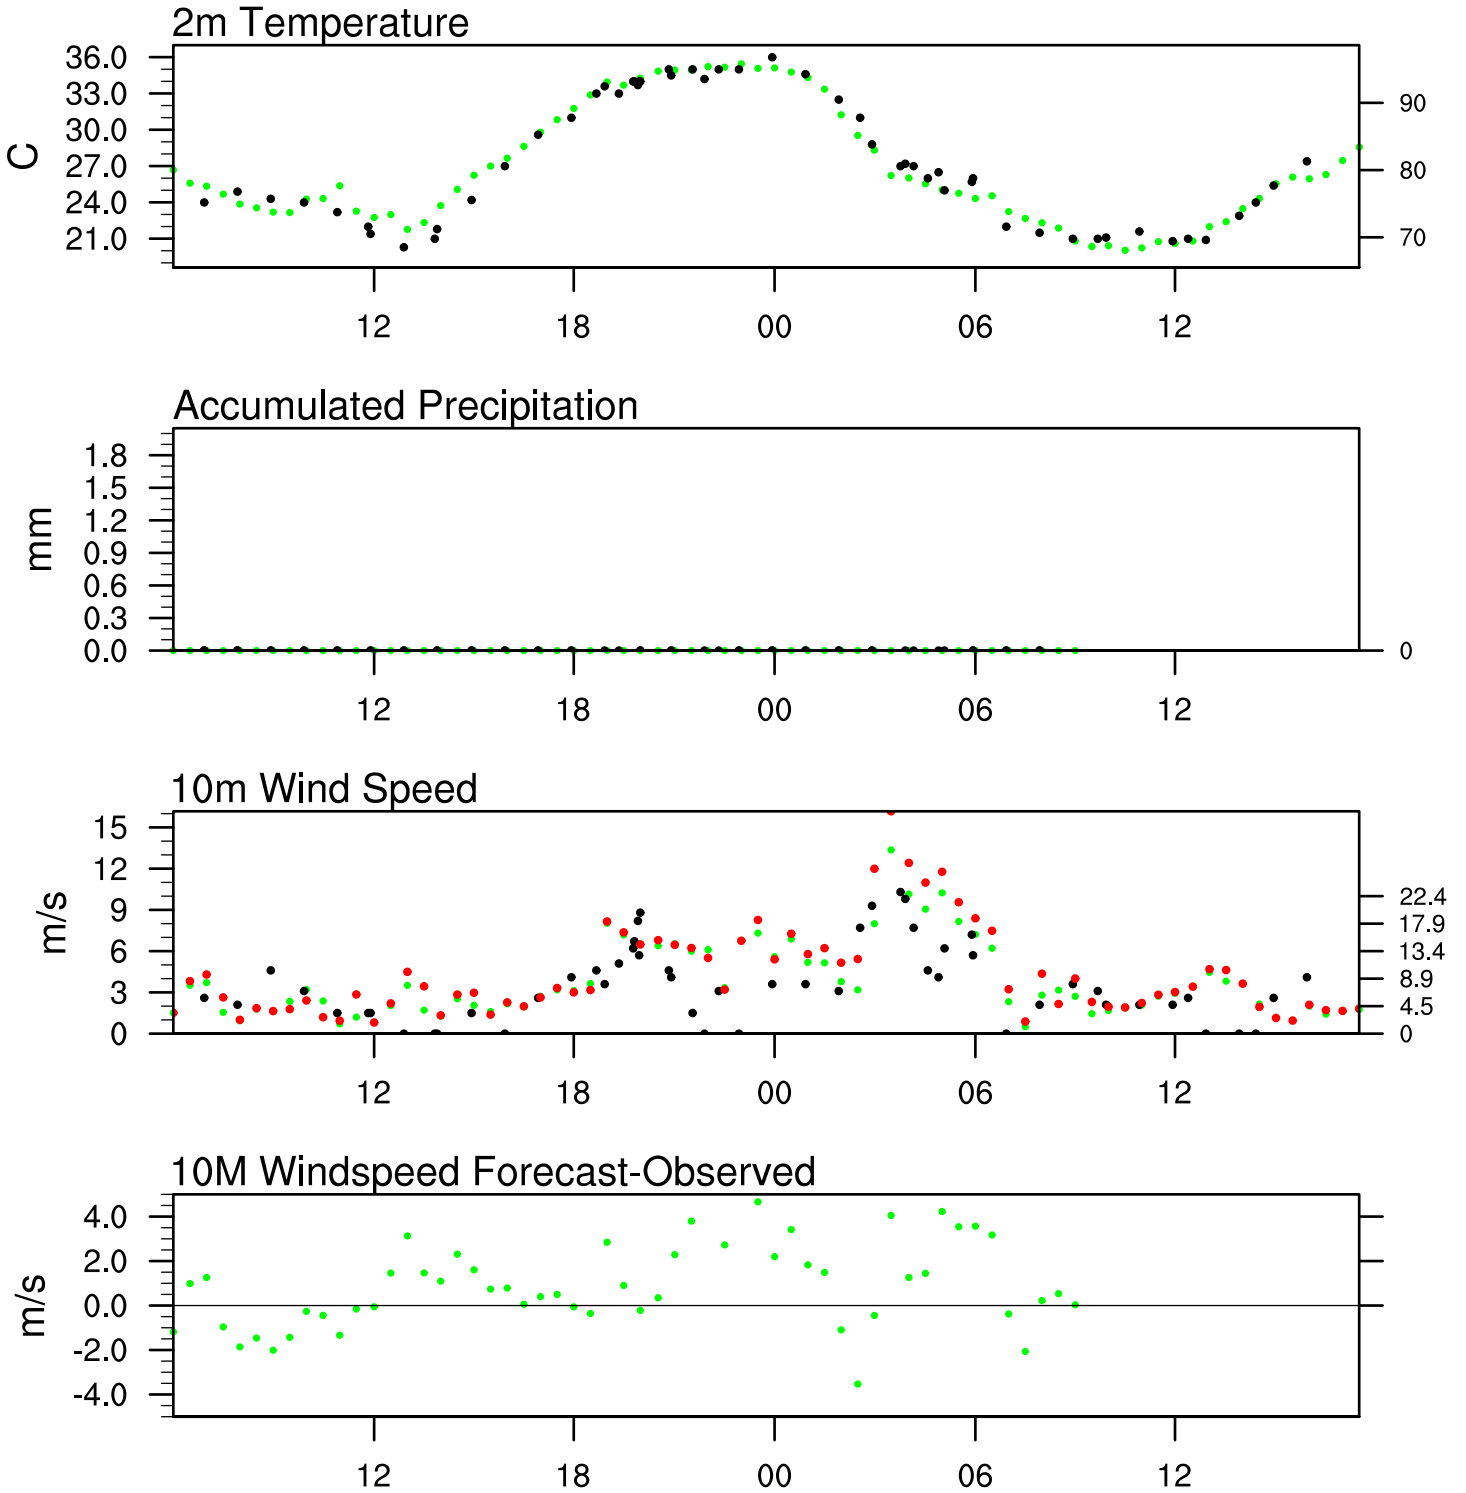 2m Temperature
36.0
33.0
30.0
27.0
24.0
21.0
C
90
80
70
12 18 00 06 12
Accumulated Precipitation
1.8
1.5
1.2
0.9
0.6
0.3
0.0
mm
0
12 18 00 06 12
10m Wind Speed
15
12
9
6
3
0
m/s
22.4
17.9
13.4
8.9
4.5
0
12 18 00 06 12
10M Windspeed Forecast-Observed
4.0
2.0
0.0
-2.0
-4.0
m/s
12 18 00 06 12